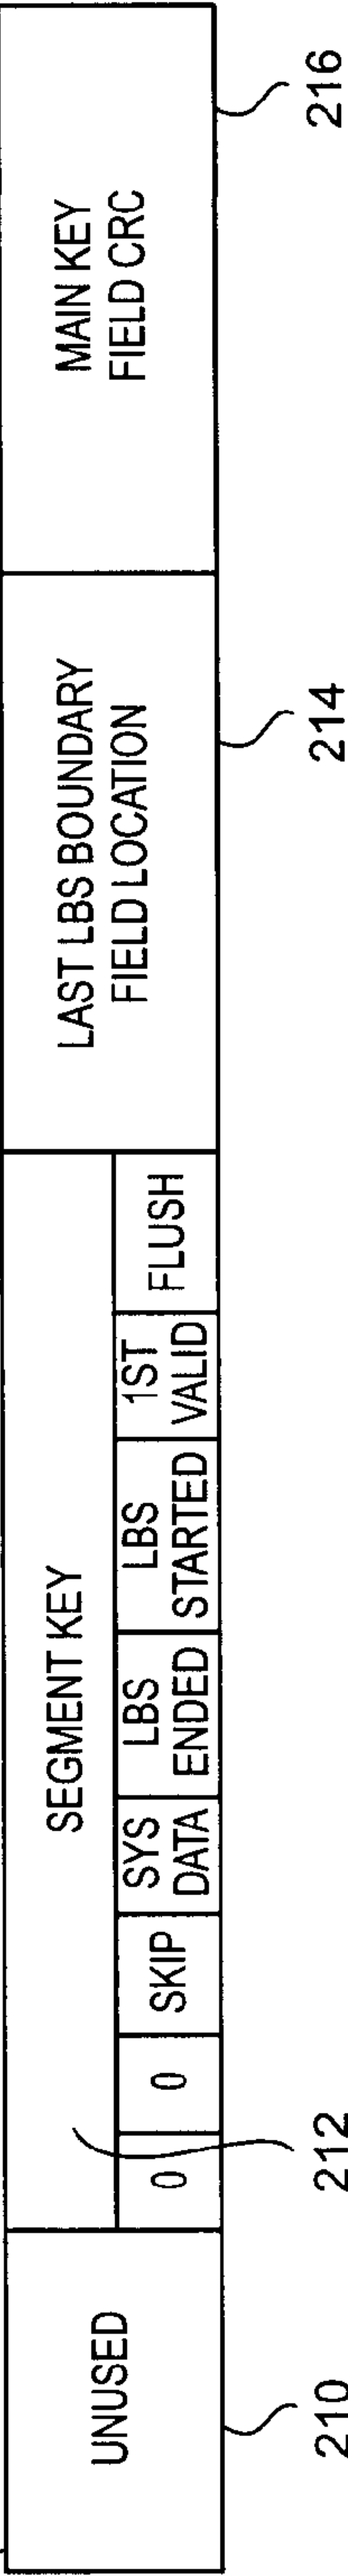 UNUSED
SEGMENT KEY
0
0
SKIP
SYS
DATA
LBS
ENDED
LBS
STARTED
1ST
VALID
FLUSH
LAST LBS BOUNDARY
FIELD LOCATION
MAIN KEY
FIELD CRC
210
212
214
216